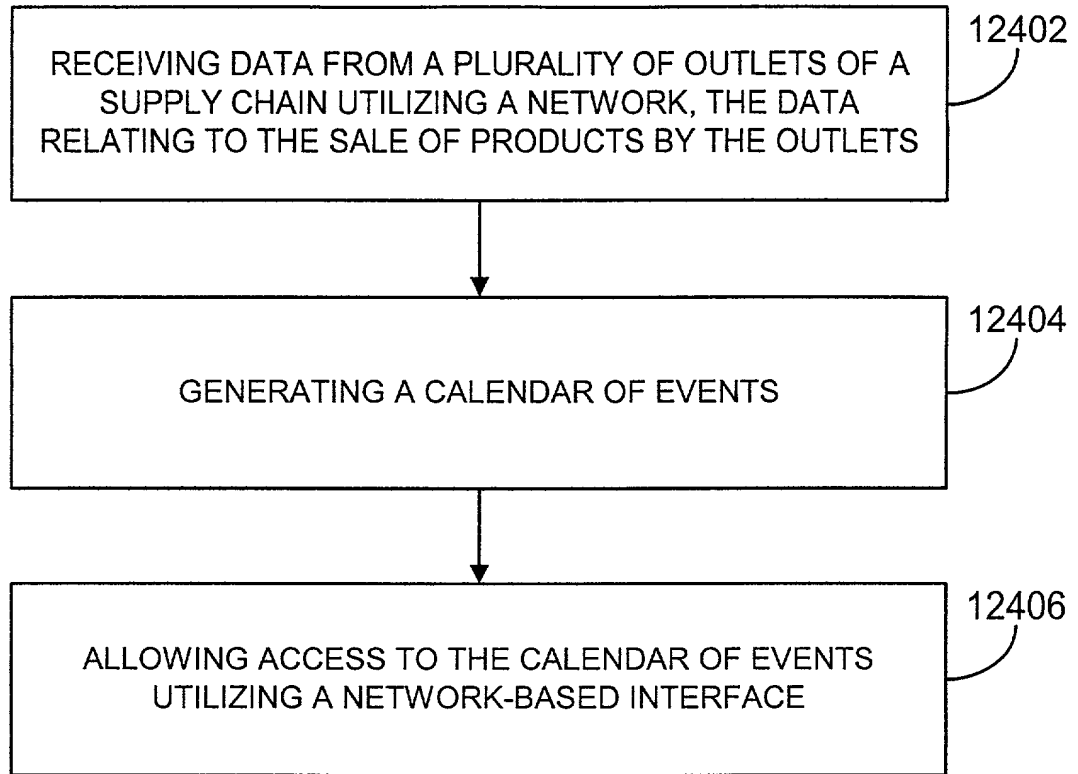 12402
RECEIVING DATA FROM A PLURALITY OF OUTLETS OF A
SUPPLY CHAIN UTILIZING A NETWORK, THE DATA
RELATING TO THE SALE OF PRODUCTS BY THE OUTLETS
12404
GENERATING A CALENDAR OF EVENTS
12406
ALLOWING ACCESS TO THE CALENDAR OF EVENTS
UTILIZING A NETWORK-BASED INTERFACE